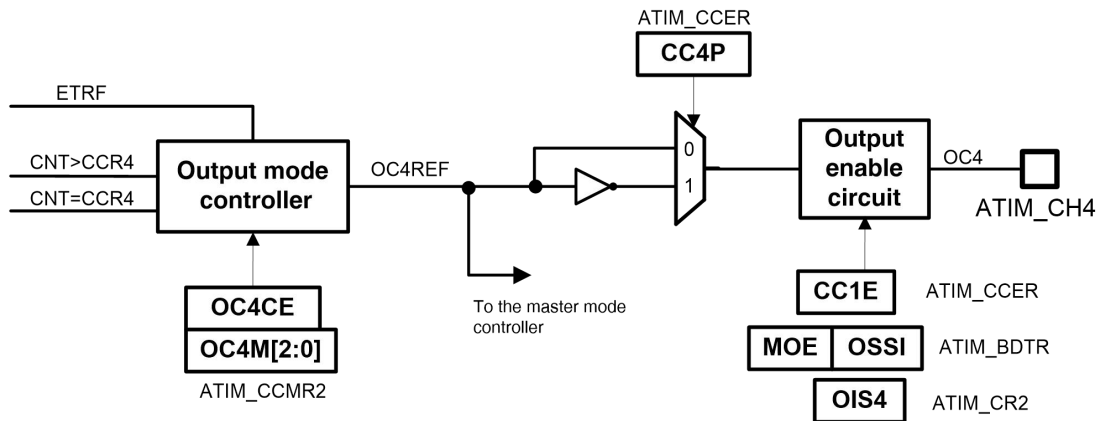 ATIM_CCER
CC4P
ETRF
CNT>CCR4
CNT=CCR4
Output mode
controller
OC4REF
0
1
Output
enable
circuit
OC4
ATIM_CH4
To the master mode
controller
OC4CE
OC4M[2:0]
ATIM_CCMR2
CC1E ATIM_CCER
MOE OSSI ATIM_BDTR
OIS4 ATIM_CR2